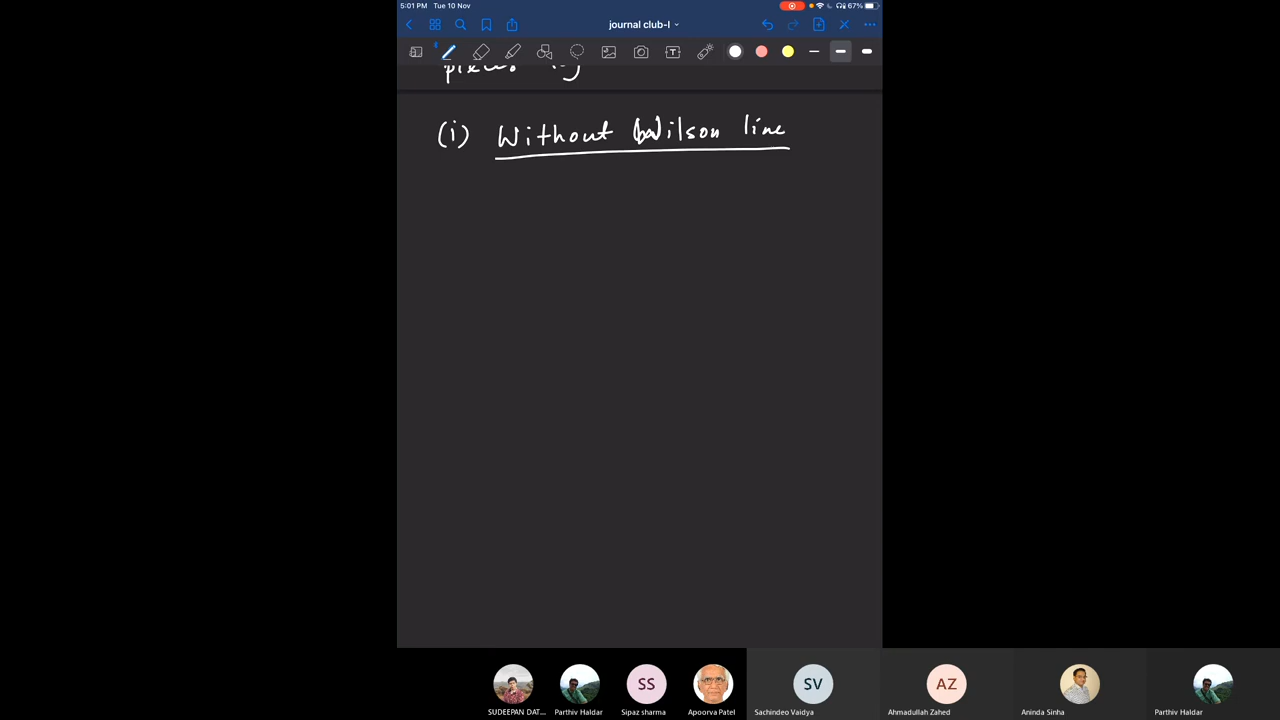 5:01 PM Tue 10 Nov 67%
journal club-I
(i) Without Wilson line
SS SV AZ
SUDEEPAN DAT... Parthiv Haldar Sipaz sharma Apoorva Patel Sachindeo Vaidya Ahmadullah Zahed Aninda Sinha Parthiv Haldar